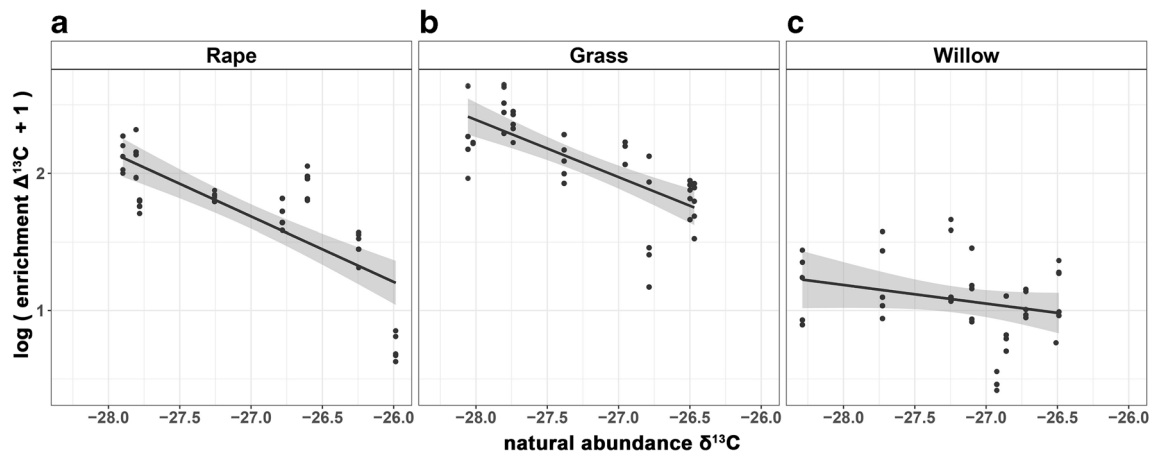 a b c
Rape Grass Willow
log ( enrichment Δ¹³C + 1)
2
1
−28.0 −27.5 −27.0 −26.5 −26.0 −28.0 −27.5 −27.0 −26.5 −26.0 −28.0 −27.5 −27.0 −26.5 −26.0
natural abundance δ¹³C